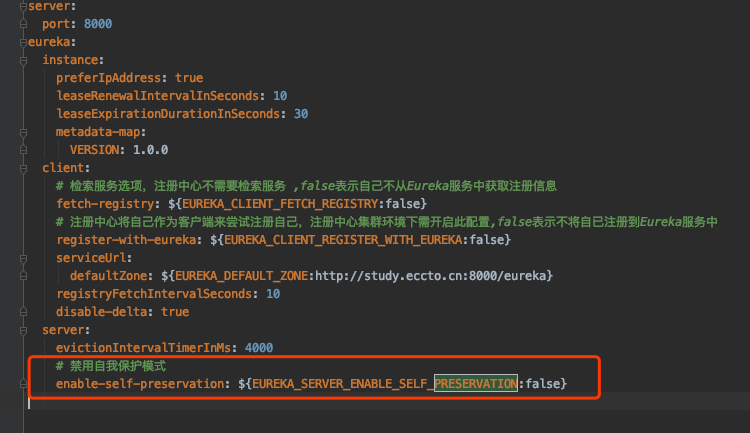 server:
  port: 8000
eureka:
  instance:
    preferIpAddress: true
    leaseRenewalIntervalInSeconds: 10
    leaseExpirationDurationInSeconds: 30
    metadata-map:
      VERSION: 1.0.0
  client:
    # 检索服务选项，注册中心不需要检索服务 ,false表示自己不从Eureka服务中获取注册信息
    fetch-registry: ${EUREKA_CLIENT_FETCH_REGISTRY:false}
    # 注册中心将自己作为客户端来尝试注册自己，注册中心集群环境下需开启此配置,false表示不将自已注册到Eureka服务中
    register-with-eureka: ${EUREKA_CLIENT_REGISTER_WITH_EUREKA:false}
    serviceUrl:
      defaultZone: ${EUREKA_DEFAULT_ZONE:http://study.eccto.cn:8000/eureka}
    registryFetchIntervalSeconds: 10
    disable-delta: true
  server:
    evictionIntervalTimerInMs: 4000
    # 禁用自我保护模式
    enable-self-preservation: ${EUREKA_SERVER_ENABLE_SELF_PRESERVATION:false}